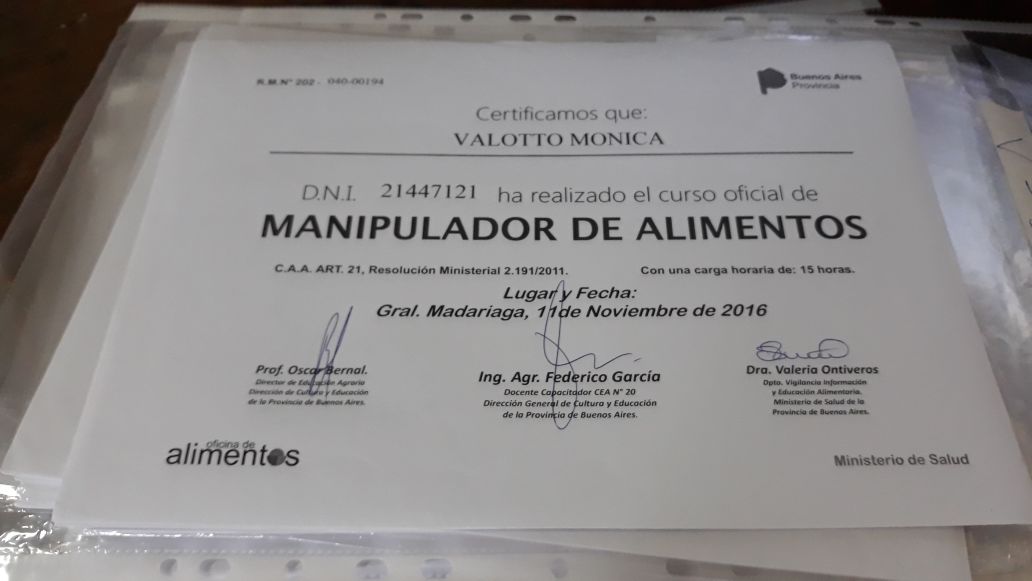 R.M.N° 202 - 040-00194
Buenos Aires
Provincia
Certificamos que:
VALOTTO MONICA
D.N.I. 21447121 ha realizado el curso oficial de
MANIPULADOR DE ALIMENTOS
C.A.A. ART. 21, Resolución Ministerial 2.191/2011. Con una carga horaria de: 15 horas.
Lugar y Fecha:
Gral. Madariaga, 11de Noviembre de 2016
Prof. Oscar Bernal.
Director de Educación Agraria
Dirección de Cultura y Educación
de la Provincia de Buenos Aires.
Ing. Agr. Federico García
Docente Capacitador CEA N° 20
Dirección General de Cultura y Educación
de la Provincia de Buenos Aires.
Dra. Valeria Ontiveros
Dpto. Vigilancia Información
y Educación Alimentaria.
Ministerio de Salud de la
Provincia de Buenos Aires.
oficina de
alimentos
Ministerio de Salud